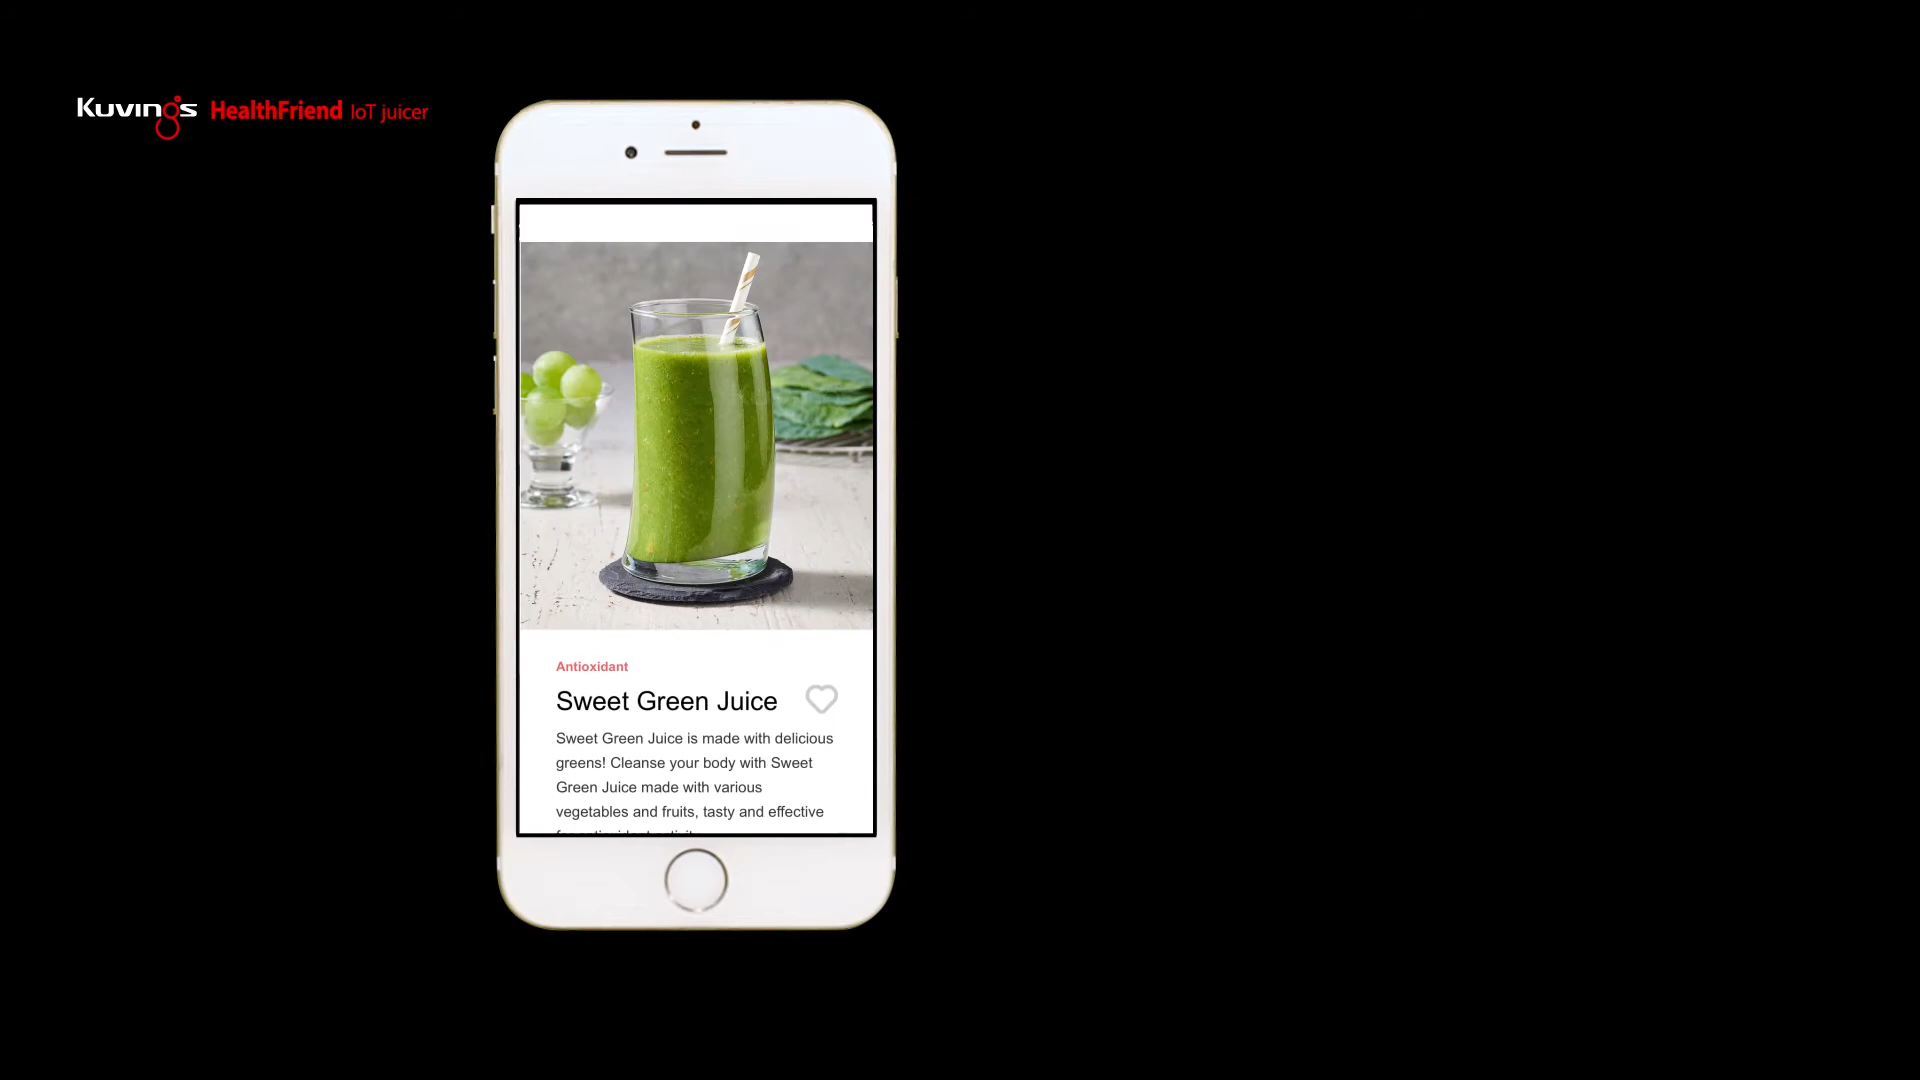 Kuvings HealthFriend IoT juicer
Antioxidant
Sweet Green Juice
Sweet Green Juice is made with delicious
greens! Cleanse your body with Sweet
Green Juice made with various
vegetables and fruits, tasty and effective